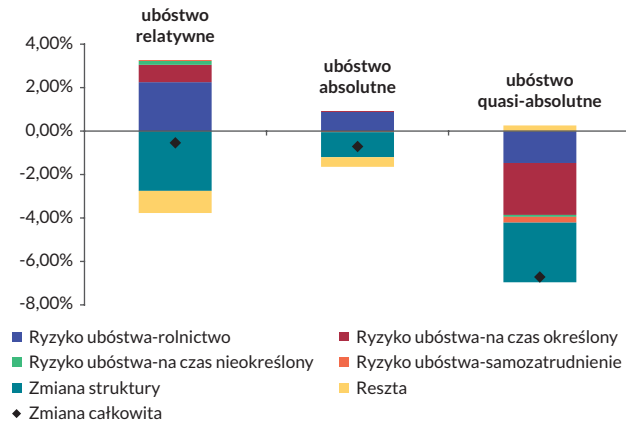 ubóstwo
relatywne
ubóstwo
absolutne
ubóstwo
quasi-absolutne
4,00%
2,00%
0,00%
-2,00%
-4,00%
-6,00%
-8,00%
Ryzyko ubóstwa-rolnictwo
Ryzyko ubóstwa-na czas określony
Ryzyko ubóstwa-na czas nieokreślony
Ryzyko ubóstwa-samozatrudnienie
Zmiana struktury
Reszta
Zmiana całkowita